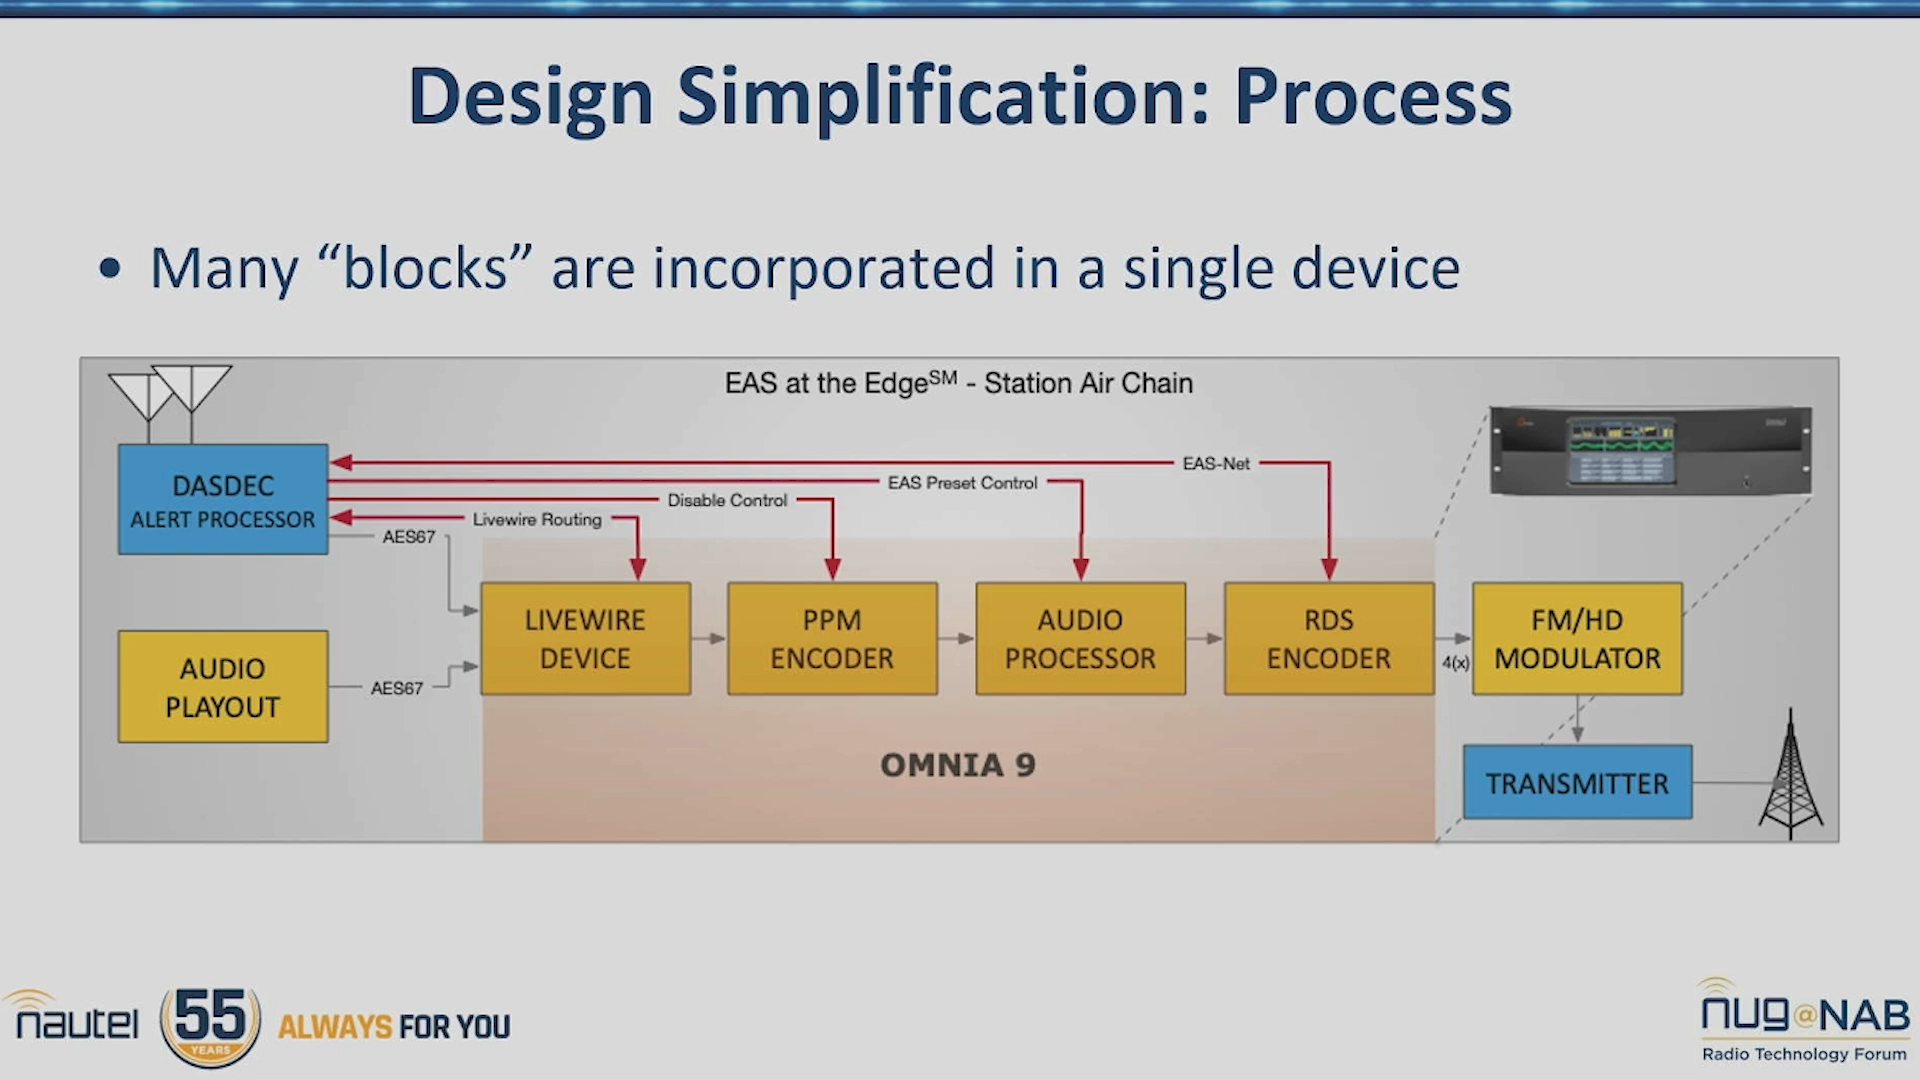 Design Simplification: Process
• Many “blocks” are incorporated in a single device
EAS at the Edge℠ - Station Air Chain
DASDEC
ALERT PROCESSOR
EAS-Net
EAS Preset Control
Disable Control
Livewire Routing
AES67
AUDIO
PLAYOUT
AES67
LIVEWIRE
DEVICE
PPM
ENCODER
AUDIO
PROCESSOR
RDS
ENCODER
4(x)
FM/HD
MODULATOR
OMNIA 9
TRANSMITTER
nautel
55
YEARS
ALWAYS FOR YOU
nug@NAB
Radio Technology Forum